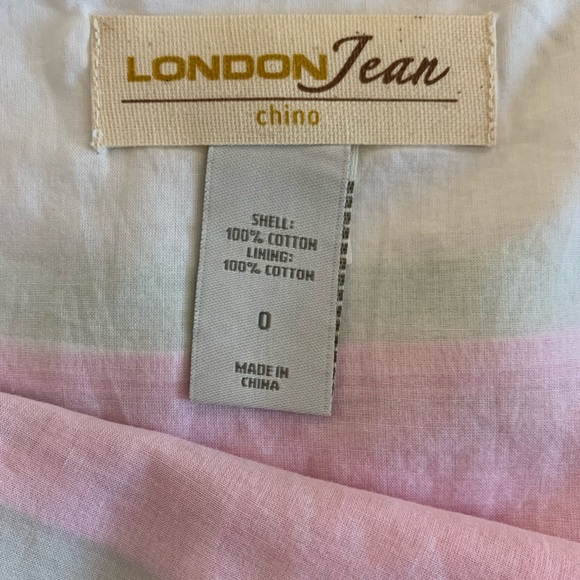 LONDON Jean
chino
SHELL:
100% COTTON
LINING:
100% COTTON
0
MADE IN
CHINA